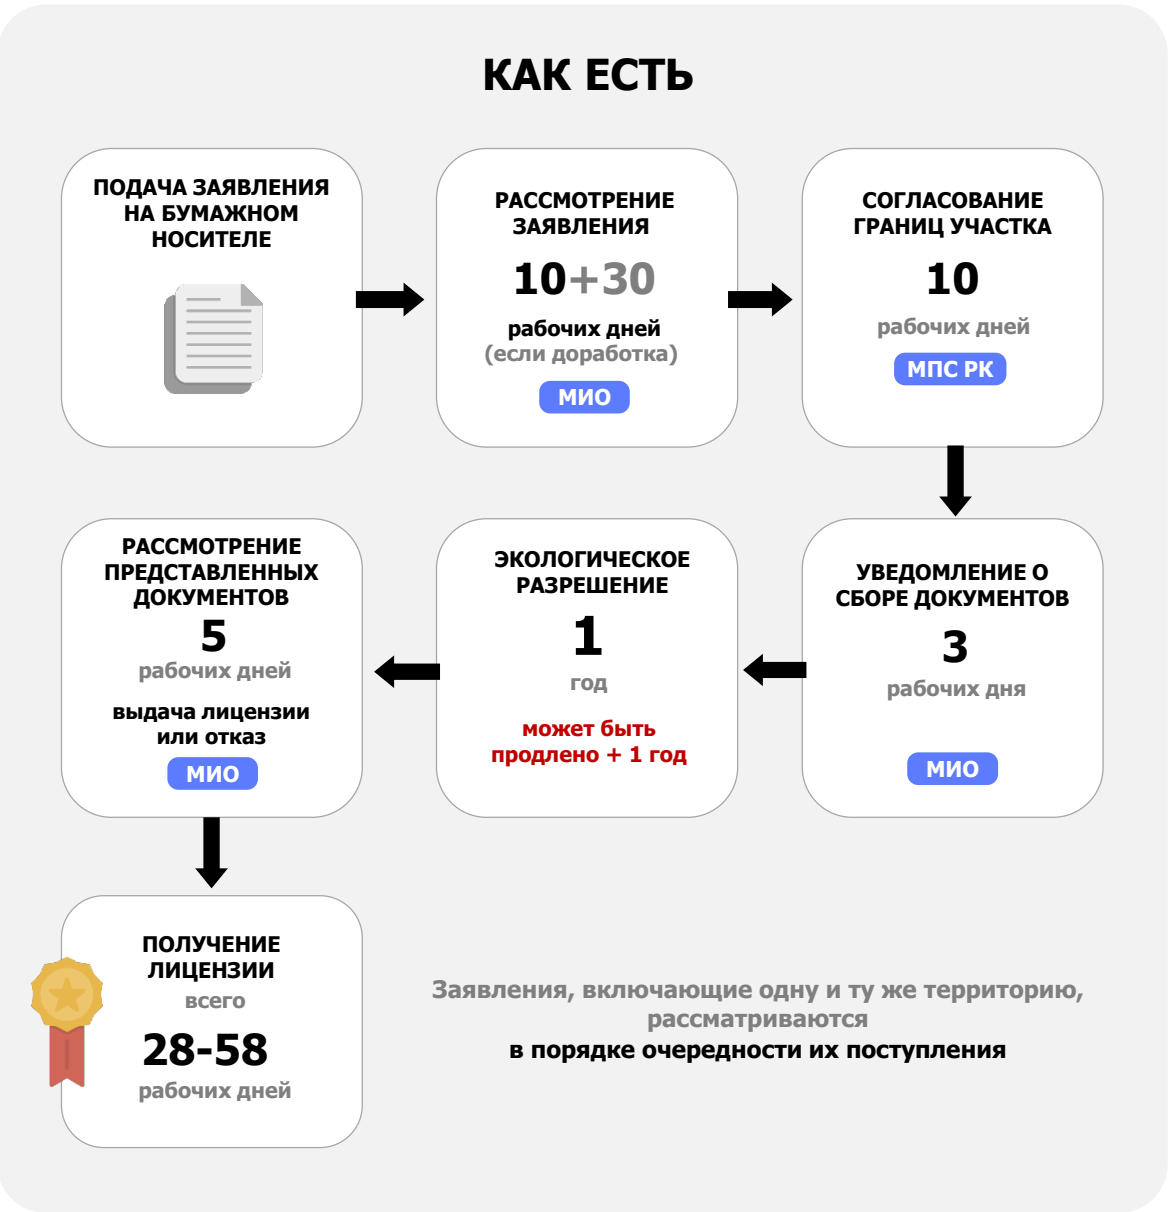 КАК ЕСТЬ
ПОДАЧА ЗАЯВЛЕНИЯ
НА БУМАЖНОМ
НОСИТЕЛЕ
РАССМОТРЕНИЕ
ЗАЯВЛЕНИЯ
10+30
рабочих дней
(если доработка)
МИО
СОГЛАСОВАНИЕ
ГРАНИЦ УЧАСТКА
10
рабочих дней
МПС РК
УВЕДОМЛЕНИЕ О
СБОРЕ ДОКУМЕНТОВ
3
рабочих дня
МИО
ЭКОЛОГИЧЕСКОЕ
РАЗРЕШЕНИЕ
1
год
может быть
продлено + 1 год
РАССМОТРЕНИЕ
ПРЕДСТАВЛЕННЫХ
ДОКУМЕНТОВ
5
рабочих дней
выдача лицензии
или отказ
МИО
ПОЛУЧЕНИЕ
ЛИЦЕНЗИИ
всего
28-58
рабочих дней
Заявления, включающие одну и ту же территорию,
рассматриваются
в порядке очередности их поступления